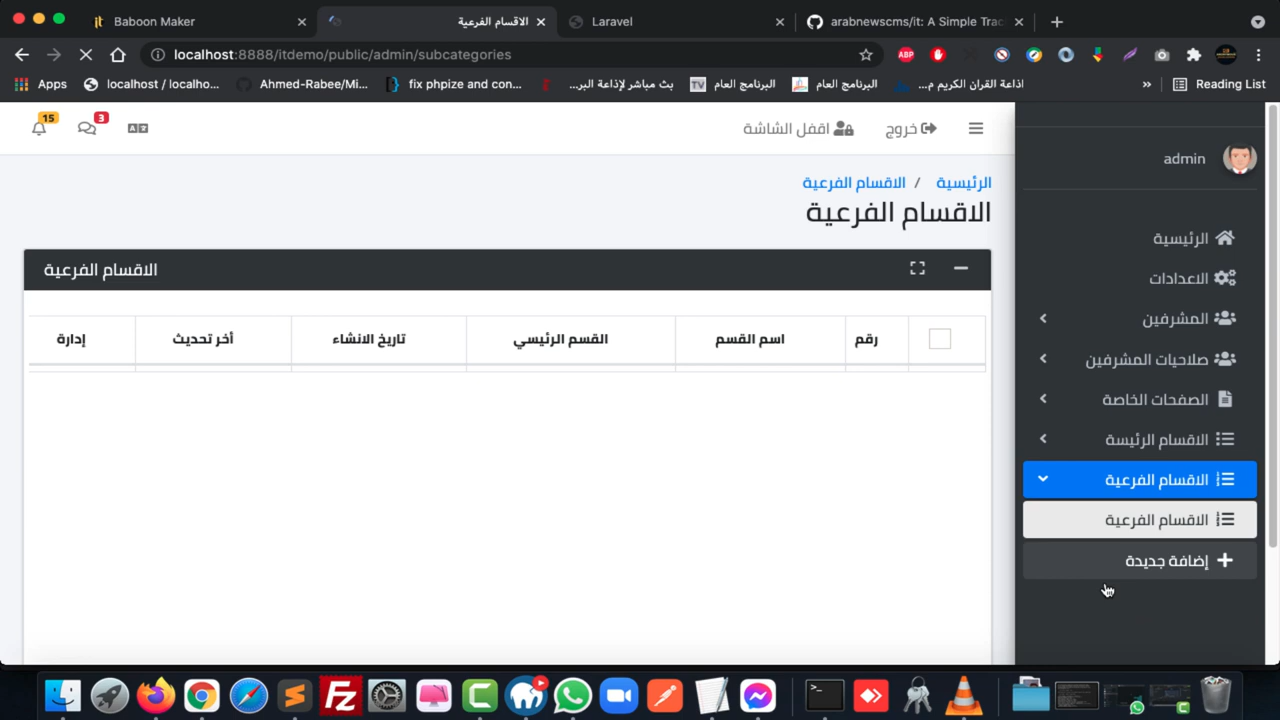 Baboon Maker
الاقسام الفرعية
Laravel
arabnewscms/it: A Simple Trac
localhost:8888/itdemo/public/admin/subcategories
ABP
Apps
localhost / localho...
Ahmed-Rabee/Mi...
fix phpize and con...
بث مباشر لإذاعة البر...
TV
البرنامج العام
البرنامج العام
اذاعة القران الكريم م...
»
Reading List
15
3
اقفل الشاشة
خروج
admin
الرئيسية / الاقسام الفرعية
الاقسام الفرعية
الاقسام الفرعية
رقم
اسم القسم
القسم الرئيسي
تاريخ الانشاء
أخر تحديث
إدارة
الرئيسية
الاعدادات
المشرفين
صلاحيات المشرفين
الصفحات الخاصة
الاقسام الرئيسة
الاقسام الفرعية
الاقسام الفرعية
إضافة جديدة